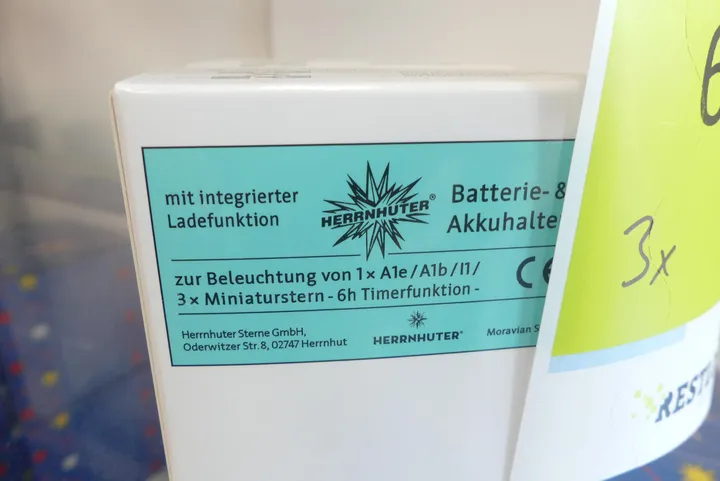 mit integrierter
Ladefunktion
HERRNHUTER®
Batterie- &
Akkuhalte
zur Beleuchtung von 1 x A1e / A1b / I1 /
3 x Miniaturstern - 6h Timerfunktion -
CE
Herrnhuter Sterne GmbH,
Oderwitzer Str. 8, 02747 Herrnhut
HERRNHUTER®
Moravian S
6
3x
REST